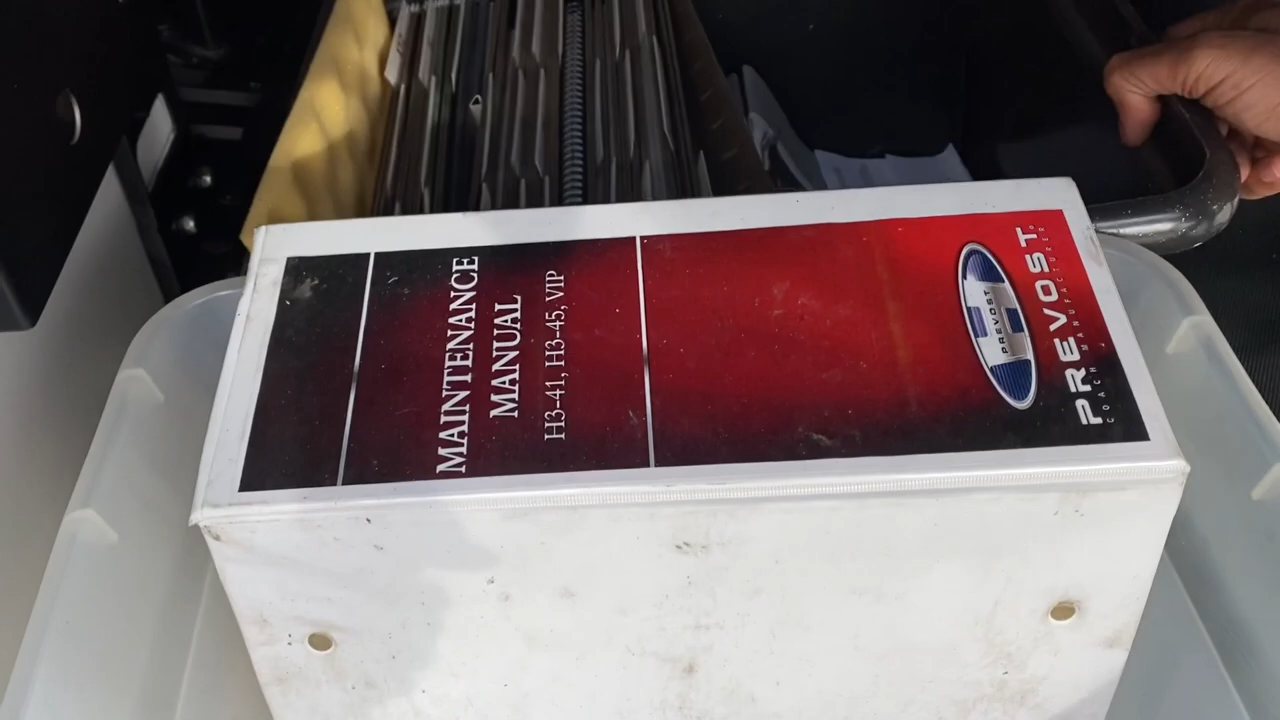 MAINTENANCE
MANUAL
H3-41, H3-45, VIP
PREVOST
PREVOST
COACH MANUFACTURER